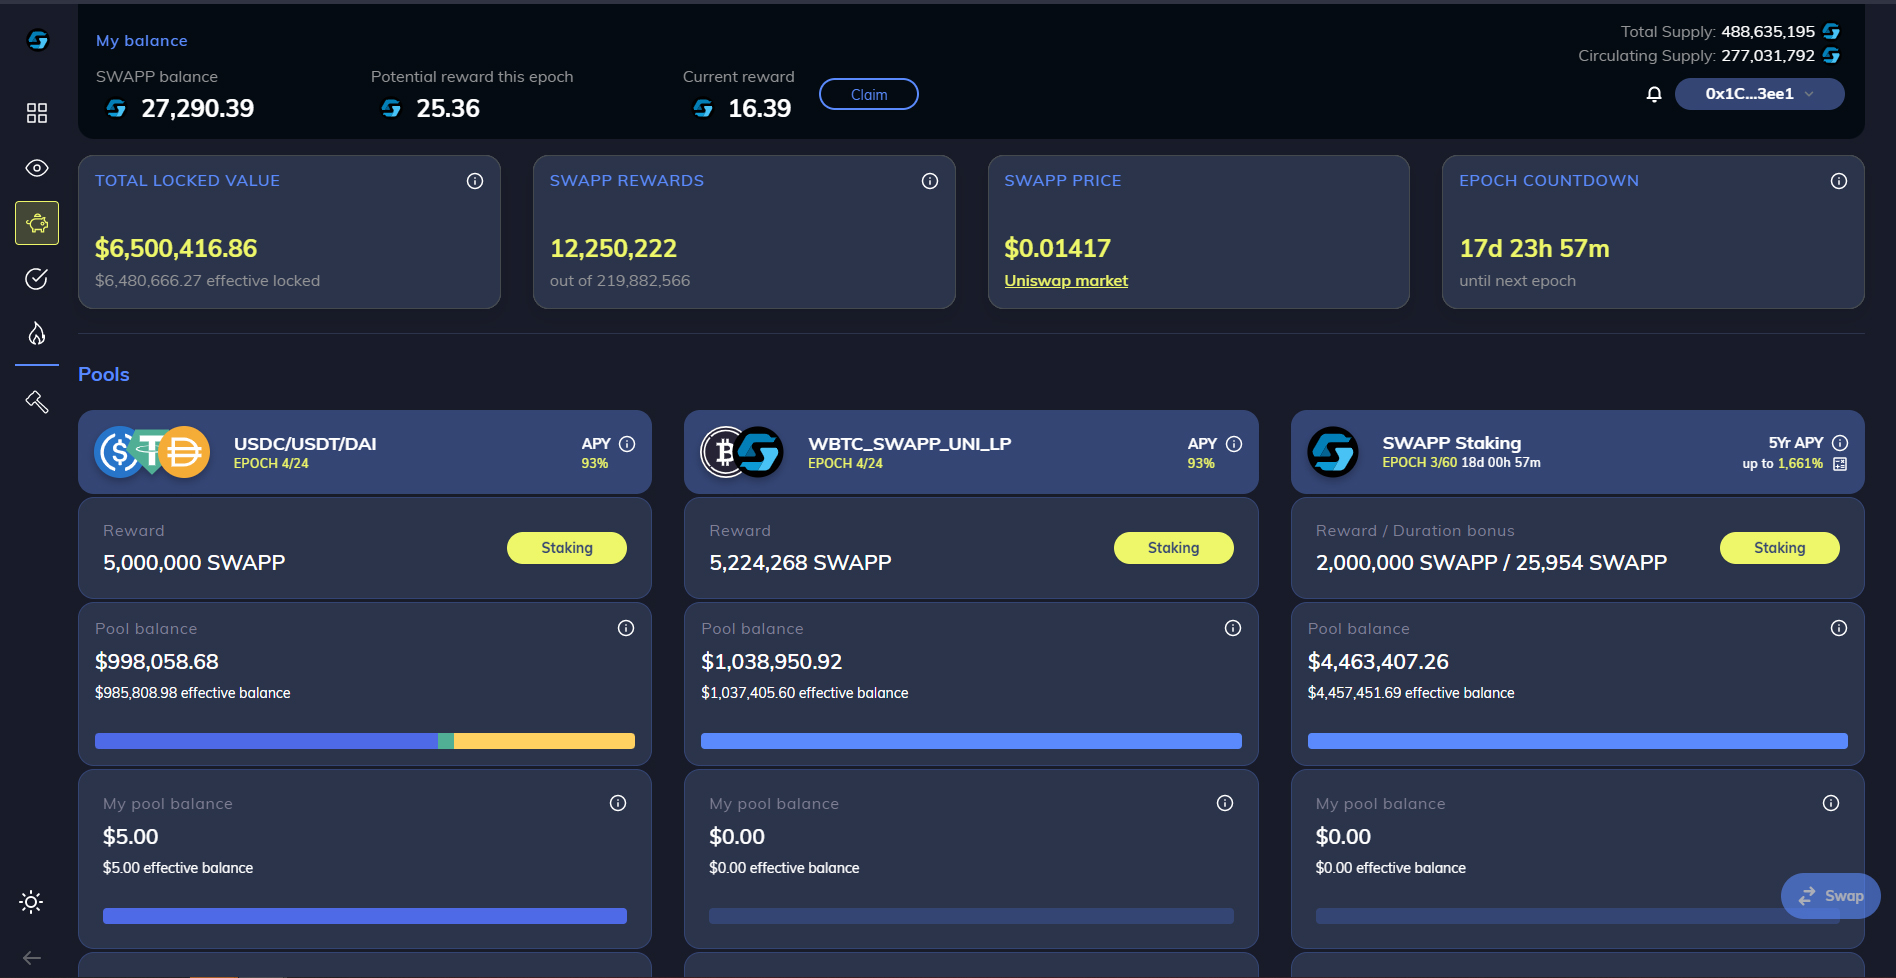 My balance
SWAPP balance
27,290.39
Potential reward this epoch
25.36
Current reward
16.39
Claim
Total Supply: 488,635,195
Circulating Supply: 277,031,792
0x1C...3ee1
TOTAL LOCKED VALUE
$6,500,416.86
$6,480,666.27 effective locked
SWAPP REWARDS
12,250,222
out of 219,882,566
SWAPP PRICE
$0.01417
Uniswap market
EPOCH COUNTDOWN
17d 23h 57m
until next epoch
Pools
USDC/USDT/DAI
EPOCH 4/24
APY
93%
Reward
5,000,000 SWAPP
Staking
Pool balance
$998,058.68
$985,808.98 effective balance
My pool balance
$5.00
$5.00 effective balance
WBTC_SWAPP_UNI_LP
EPOCH 4/24
APY
93%
Reward
5,224,268 SWAPP
Staking
Pool balance
$1,038,950.92
$1,037,405.60 effective balance
My pool balance
$0.00
$0.00 effective balance
SWAPP Staking
EPOCH 3/60 18d 00h 57m
5Yr APY
up to 1,661%
Reward / Duration bonus
2,000,000 SWAPP / 25,954 SWAPP
Staking
Pool balance
$4,463,407.26
$4,457,451.69 effective balance
My pool balance
$0.00
$0.00 effective balance
Swap